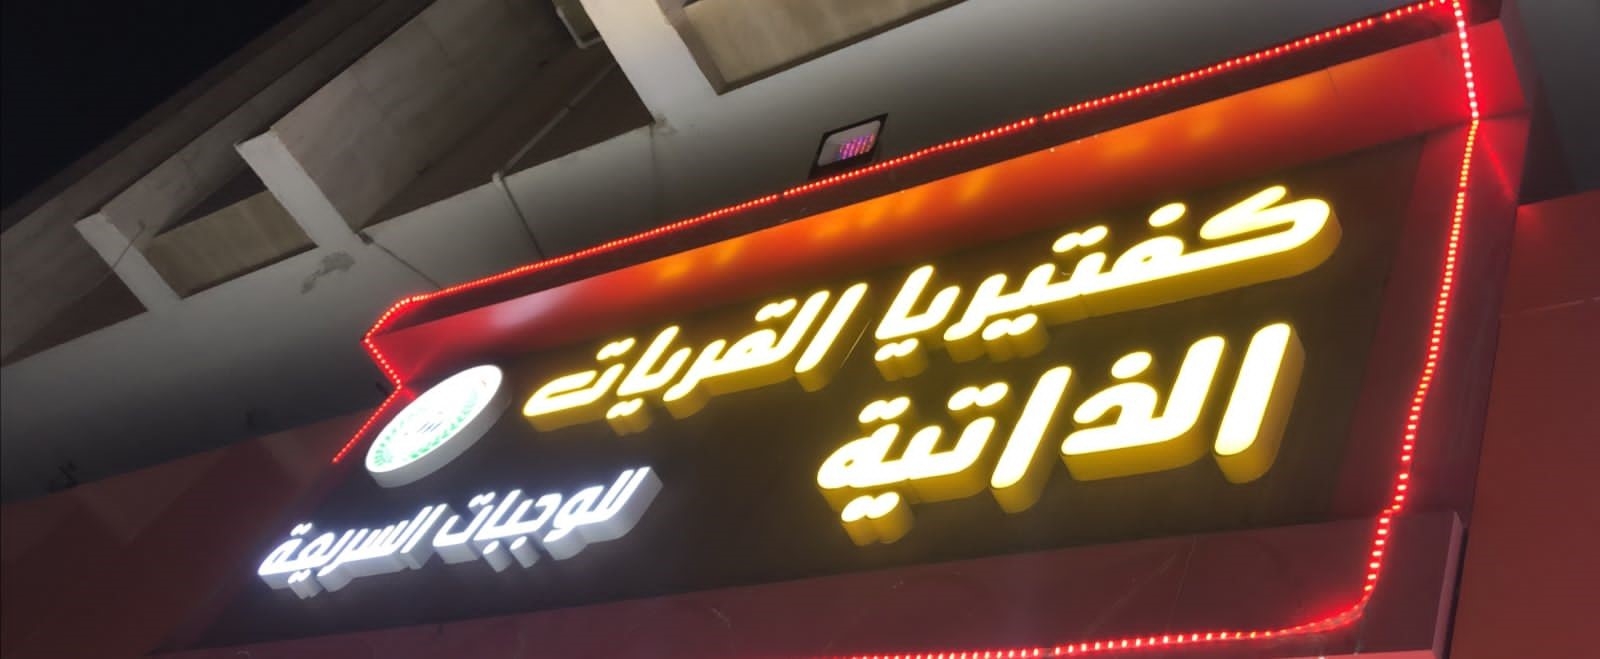 كفتيريا القريات
الذاتية
للوجبات السريعة